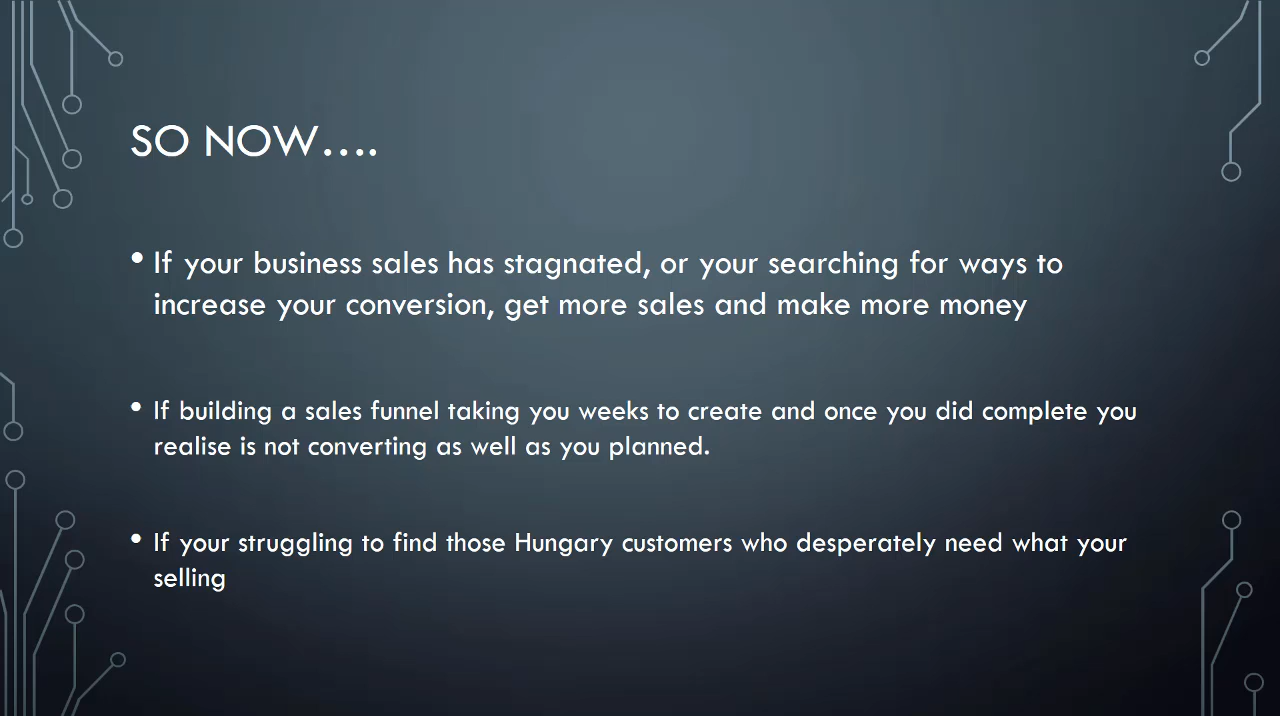 SO NOW….
• If your business sales has stagnated, or your searching for ways to
increase your conversion, get more sales and make more money
• If building a sales funnel taking you weeks to create and once you did complete you
realise is not converting as well as you planned.
• If your struggling to find those Hungary customers who desperately need what your
selling